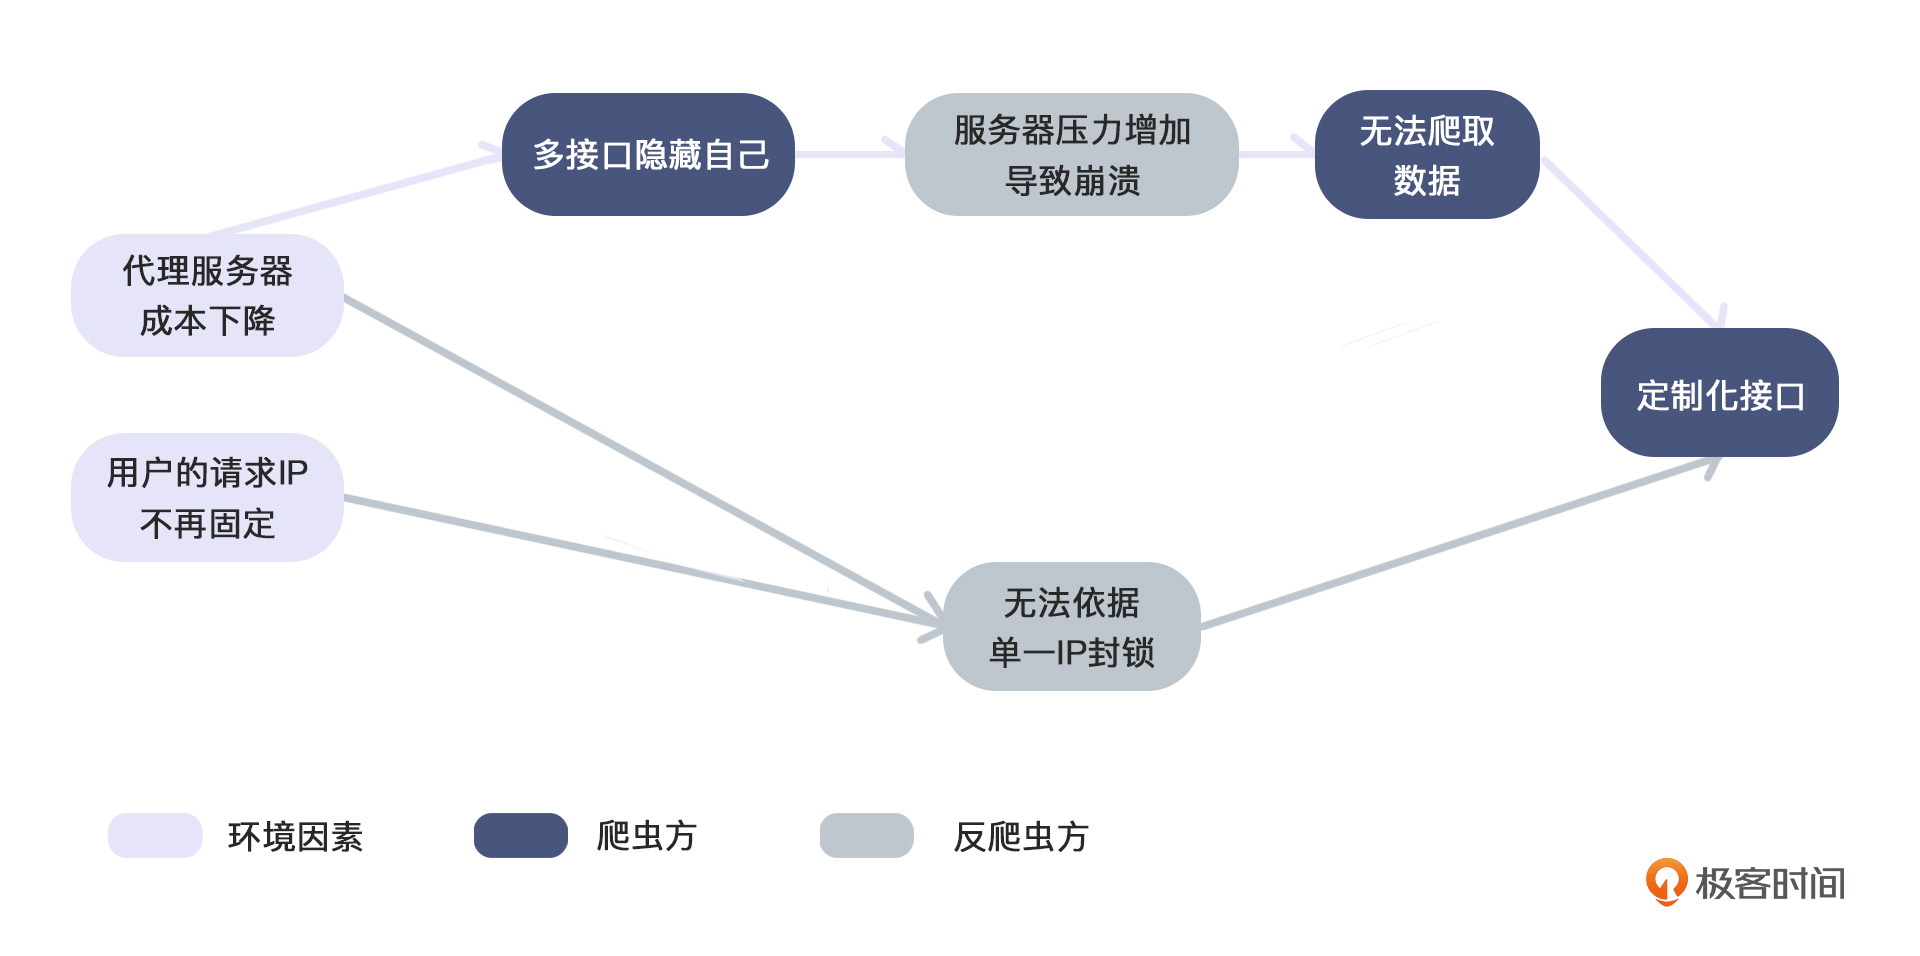 多接口隐藏自己
服务器压力增加
导致崩溃
无法爬取
数据
代理服务器
成本下降
定制化接口
用户的请求IP
不再固定
无法依据
单一IP封锁
环境因素
爬虫方
反爬虫方
极客时间